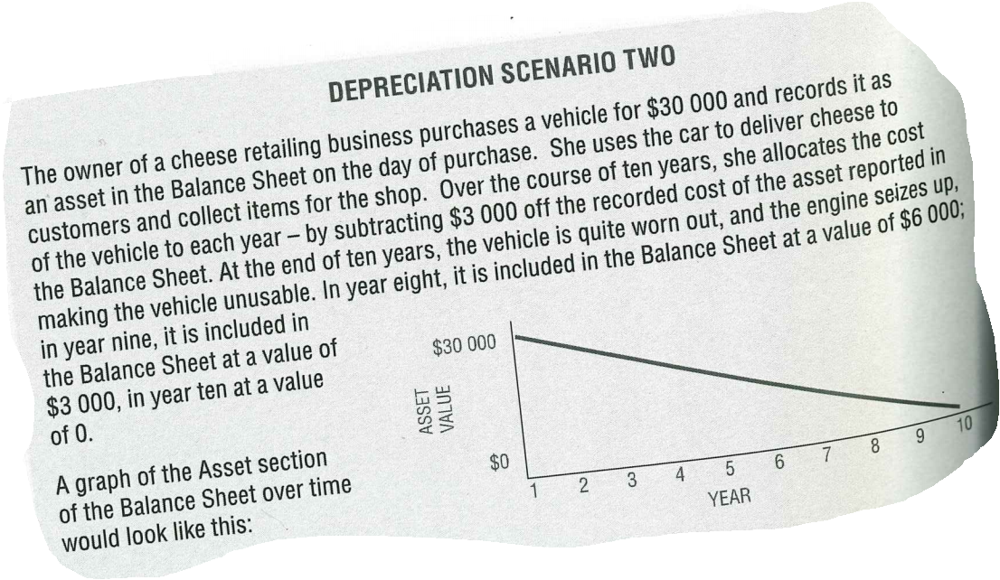 DEPRECIATION SCENARIO TWO
The owner of a cheese retailing business purchases a vehicle for $30 000 and records it as
an asset in the Balance Sheet on the day of purchase. She uses the car to deliver cheese to
customers and collect items for the shop. Over the course of ten years, she allocates the cost
of the vehicle to each year – by subtracting $3 000 off the recorded cost of the asset reported in
the Balance Sheet. At the end of ten years, the vehicle is quite worn out, and the engine seizes up,
making the vehicle unusable. In year eight, it is included in the Balance Sheet at a value of $6 000;
in year nine, it is included in
the Balance Sheet at a value of
$3 000, in year ten at a value
of 0.
A graph of the Asset section
of the Balance Sheet over time
would look like this:
$30 000
ASSET
VALUE
$0
1 2 3 4 5 6 7 8 9 10
YEAR